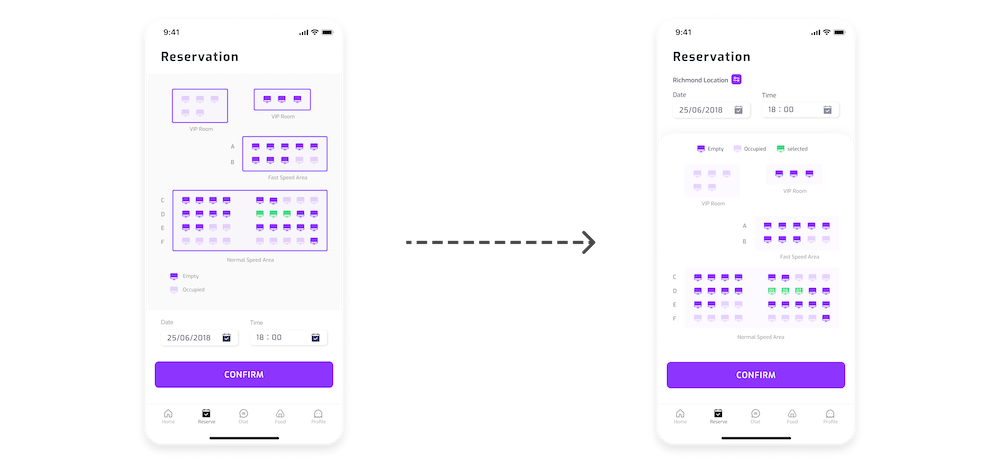 9:41
Reservation
VIP Room
VIP Room
A
B
Fast Speed Area
C
D
E
F
Normal Speed Area
Empty
Occupied
Date
Time
25/06/2018
18 : 00
CONFIRM
Home
Reserve
Chat
Food
Profile
9:41
Reservation
Richmond Location
Date
Time
25/06/2018
18 : 00
Empty
Occupied
selected
VIP Room
VIP Room
A
B
Fast Speed Area
C
D
E
F
Normal Speed Area
CONFIRM
Home
Reserve
Chat
Food
Profile